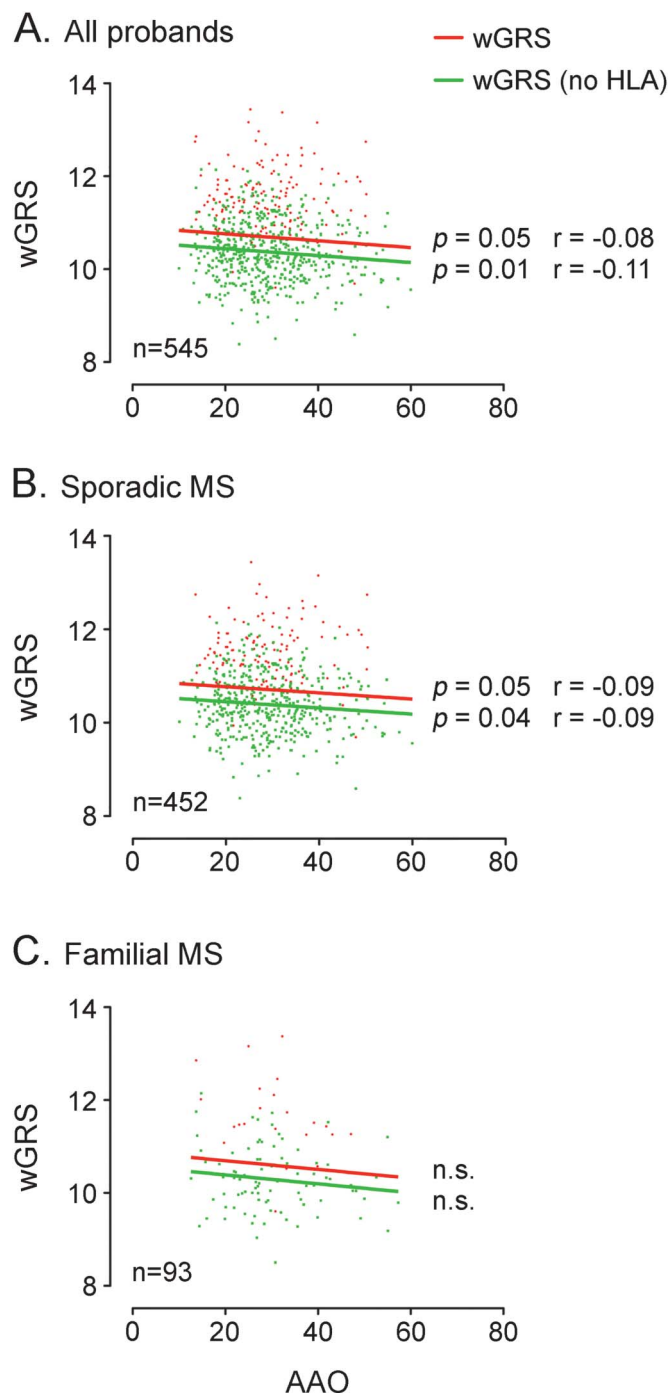 A. All probands
wGRS
wGRS (no HLA)
14
12
10
8
wGRS
p = 0.05 r = -0.08
p = 0.01 r = -0.11
n=545
0 20 40 60 80
B. Sporadic MS
14
12
10
8
wGRS
p = 0.05 r = -0.09
p = 0.04 r = -0.09
n=452
0 20 40 60 80
C. Familial MS
14
12
10
8
wGRS
n.s.
n.s.
n=93
0 20 40 60 80
AAO